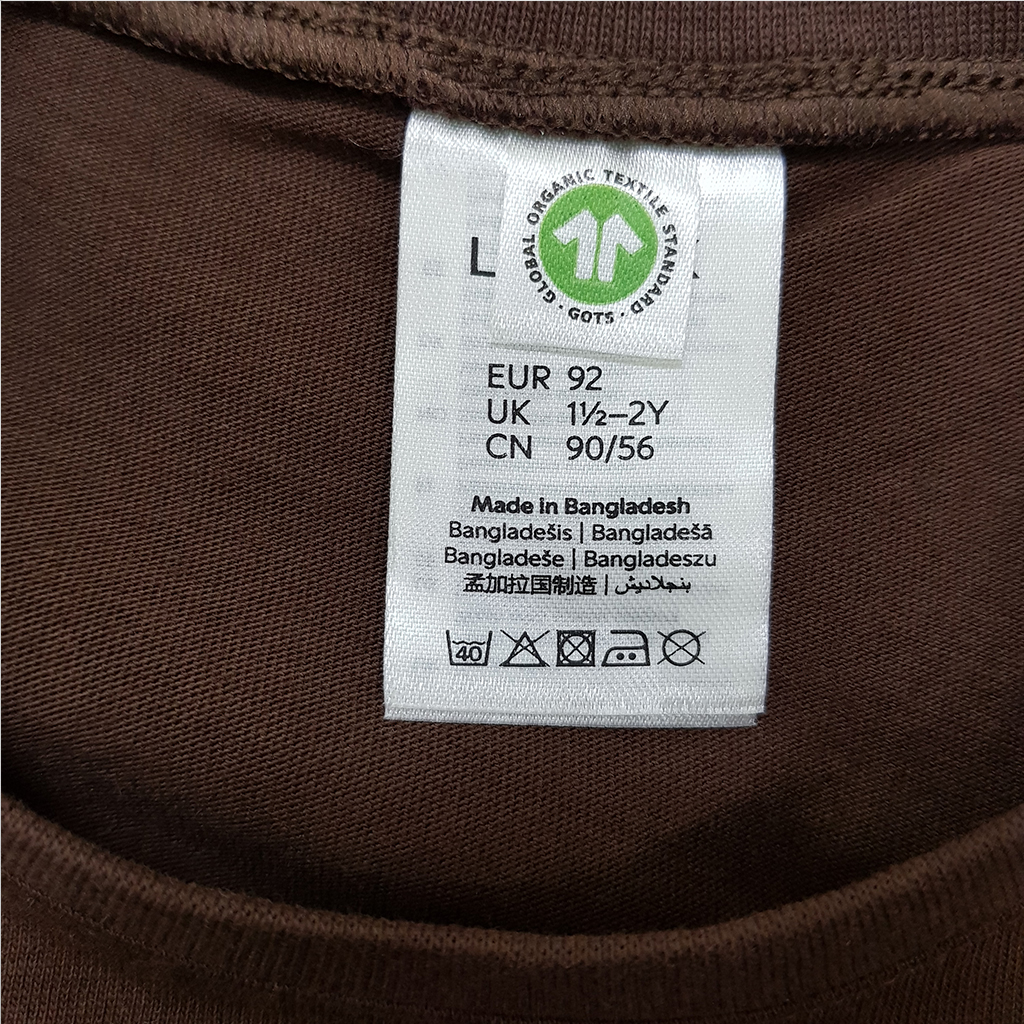 GLOBAL ORGANIC TEXTILE STANDARD · GOTS ·
L
EUR 92
UK 1½–2Y
CN 90/56
Made in Bangladesh
Bangladešis | Bangladešā
Bangladeše | Bangladeszu
孟加拉国制造 | بنجلاديش
40